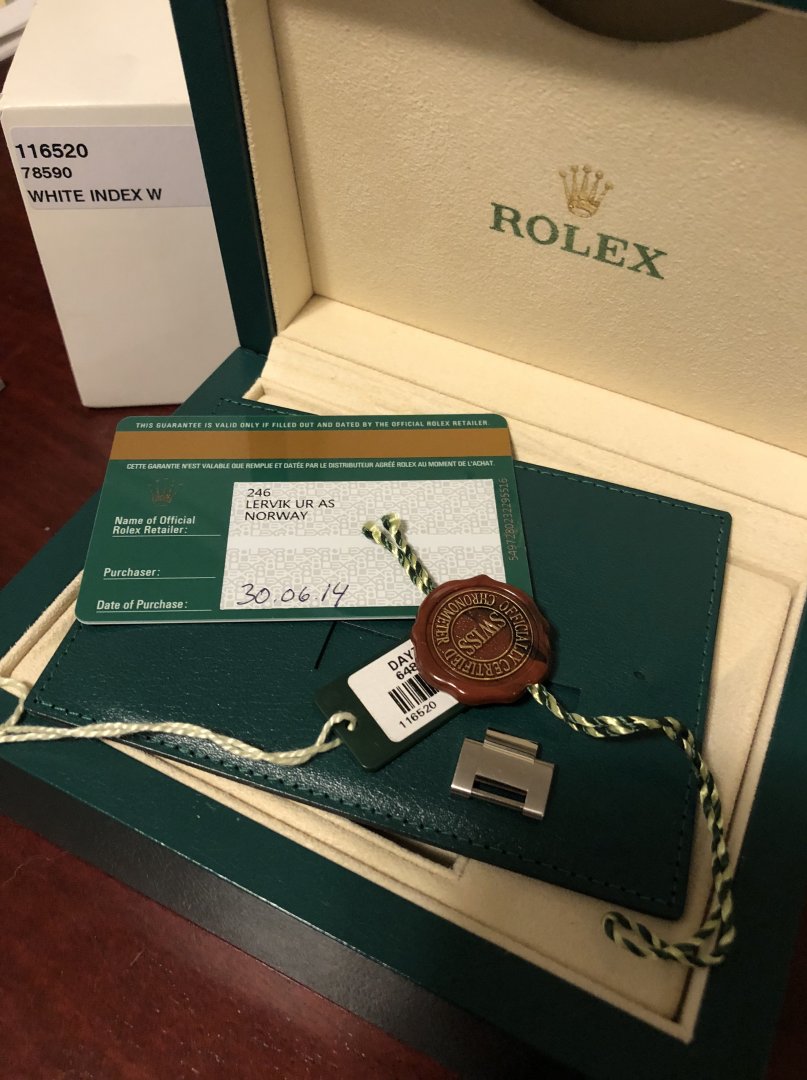 116520
78590
WHITE INDEX W
ROLEX
THIS GUARANTEE IS VALID ONLY IF FILLED OUT AND DATED BY THE OFFICIAL ROLEX RETAILER.
CETTE GARANTIE N'EST VALABLE QUE REMPLIE ET DATÉE PAR LE DISTRIBUTEUR AGRÉÉ ROLEX AU MOMENT DE L'ACHAT.
Name of Official
Rolex Retailer:
246
LERVIK UR AS
NORWAY
Purchaser:
Date of Purchase:
30.06.14
OFFICIALLY CERTIFIED
CHRONOMETER
SWISS
116520